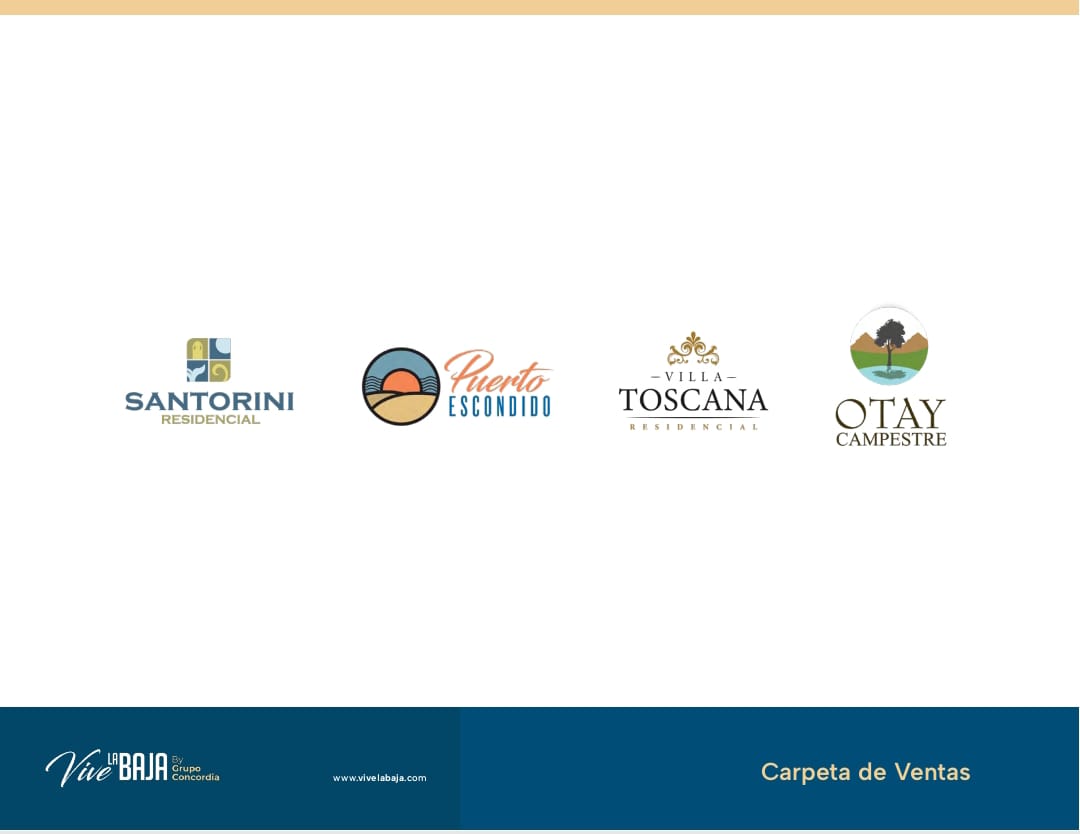 SANTORINI
RESIDENCIAL
Puerto
ESCONDIDO
VILLA
TOSCANA
RESIDENCIAL
OTAY
CAMPESTRE
Vive LA BAJA By Grupo Concordia
www.vivelabaja.com
Carpeta de Ventas